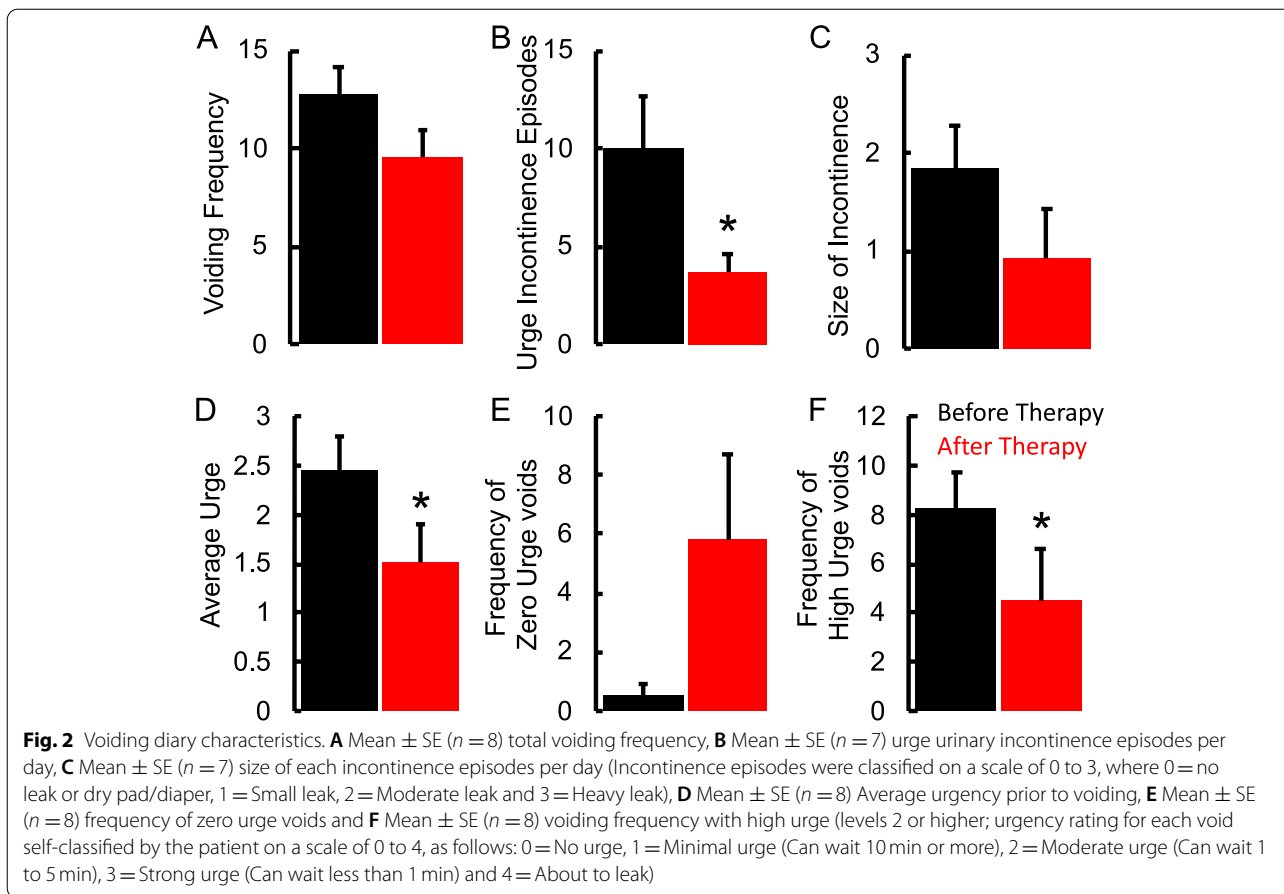 A
15
10
5
0
Voiding Frequency
B
15
10
5
0
Urge Incontinence Episodes
*
C
3
2
1
0
Size of Incontinence
D
3
2.5
2
1.5
1
0.5
0
Average Urge
*
E
10
8
6
4
2
0
Frequency of
Zero Urge voids
F
12
10
8
6
4
2
0
Frequency of
High Urge voids
Before Therapy
After Therapy
*
Fig. 2 Voiding diary characteristics. A Mean ± SE (n = 8) total voiding frequency, B Mean ± SE (n = 7) urge urinary incontinence episodes per
day, C Mean ± SE (n = 7) size of each incontinence episodes per day (Incontinence episodes were classified on a scale of 0 to 3, where 0 = no
leak or dry pad/diaper, 1 = Small leak, 2 = Moderate leak and 3 = Heavy leak), D Mean ± SE (n = 8) Average urgency prior to voiding, E Mean ± SE
(n = 8) frequency of zero urge voids and F Mean ± SE (n = 8) voiding frequency with high urge (levels 2 or higher; urgency rating for each void
self-classified by the patient on a scale of 0 to 4, as follows: 0 = No urge, 1 = Minimal urge (Can wait 10 min or more), 2 = Moderate urge (Can wait 1
to 5 min), 3 = Strong urge (Can wait less than 1 min) and 4 = About to leak)